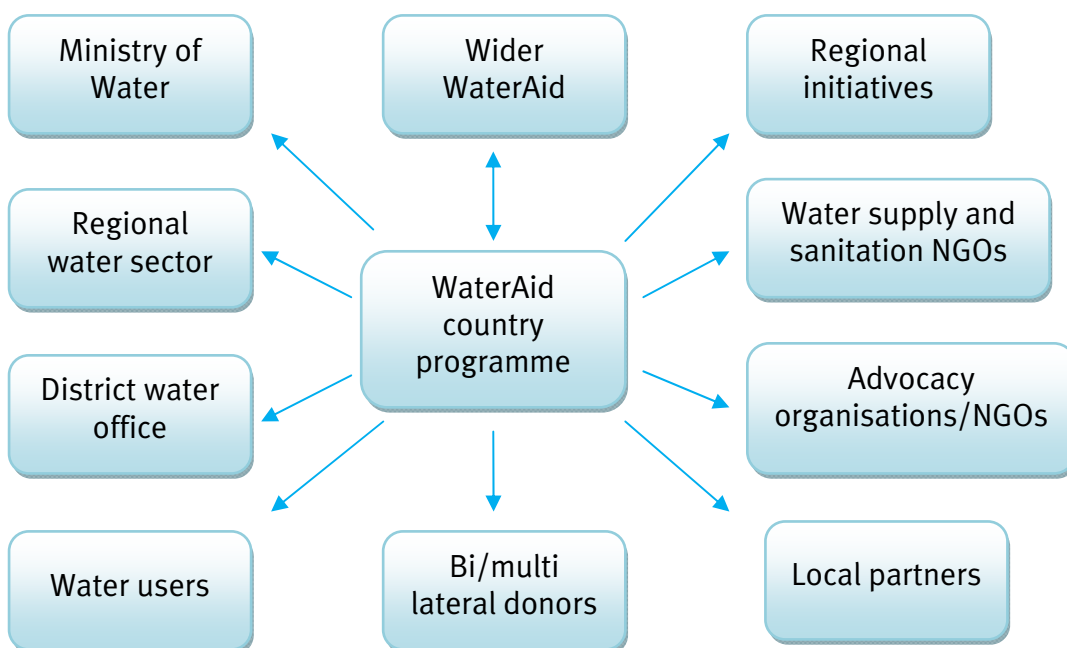 Ministry of
Water
Wider
WaterAid
Regional
initiatives
Regional
water sector
Water supply and
sanitation NGOs
WaterAid
country
programme
District water
office
Advocacy
organisations/NGOs
Water users
Bi/multi
lateral donors
Local partners